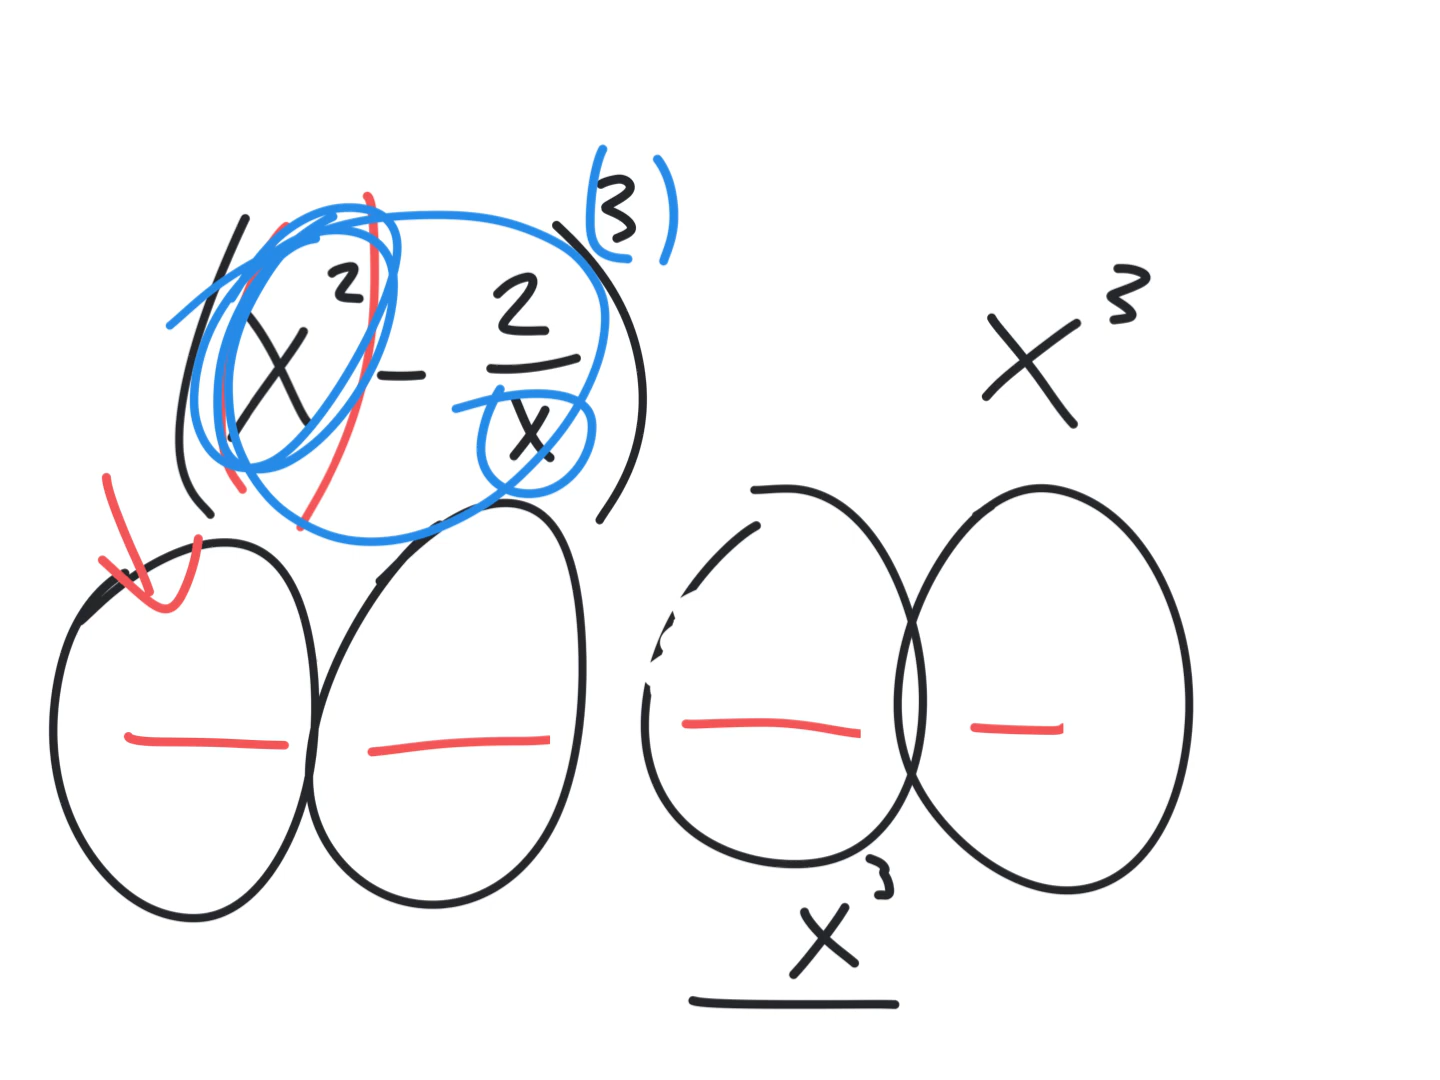 (x² - 2/x)^(3) x³
x³